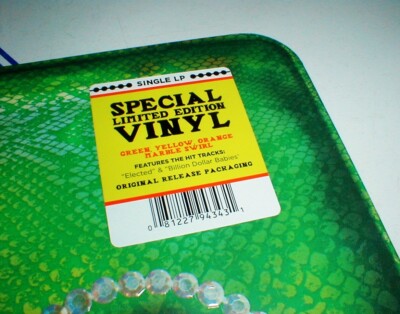 SINGLE LP
SPECIAL
LIMITED EDITION
VINYL
GREEN, YELLOW, ORANGE
MARBLE SWIRL
FEATURES THE HIT TRACKS:
"Elected" & "Billion Dollar Babies"
ORIGINAL RELEASE PACKAGING
0 81227 94343 1